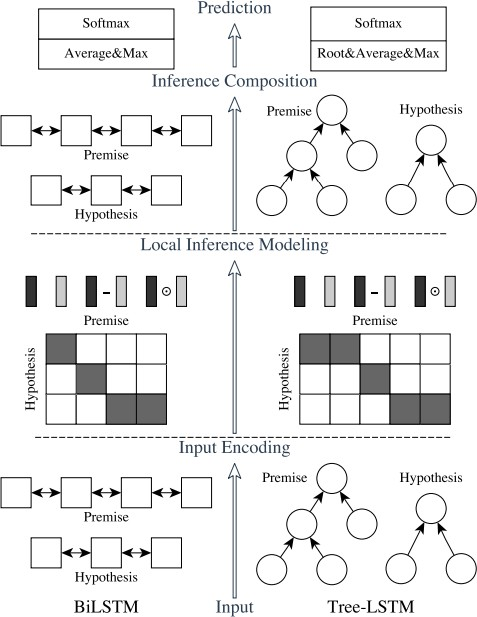 Prediction
Softmax
Average&Max
Softmax
Root&Average&Max
Inference Composition
Premise
Hypothesis
Premise
Hypothesis
Local Inference Modeling
Premise
Hypothesis
Premise
Hypothesis
Input Encoding
Premise
Hypothesis
Premise
Hypothesis
BiLSTM
Input
Tree-LSTM